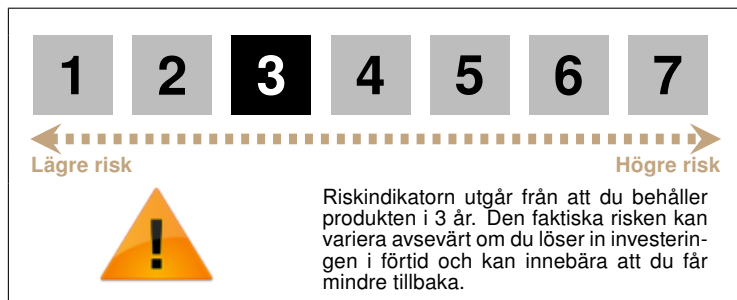 1 2 3 4 5 6 7
Lägre risk Högre risk
!
Riskindikatorn utgår från att du behåller
produkten i 3 år. Den faktiska risken kan
variera avsevärt om du löser in investerin-
gen i förtid och kan innebära att du får
mindre tillbaka.